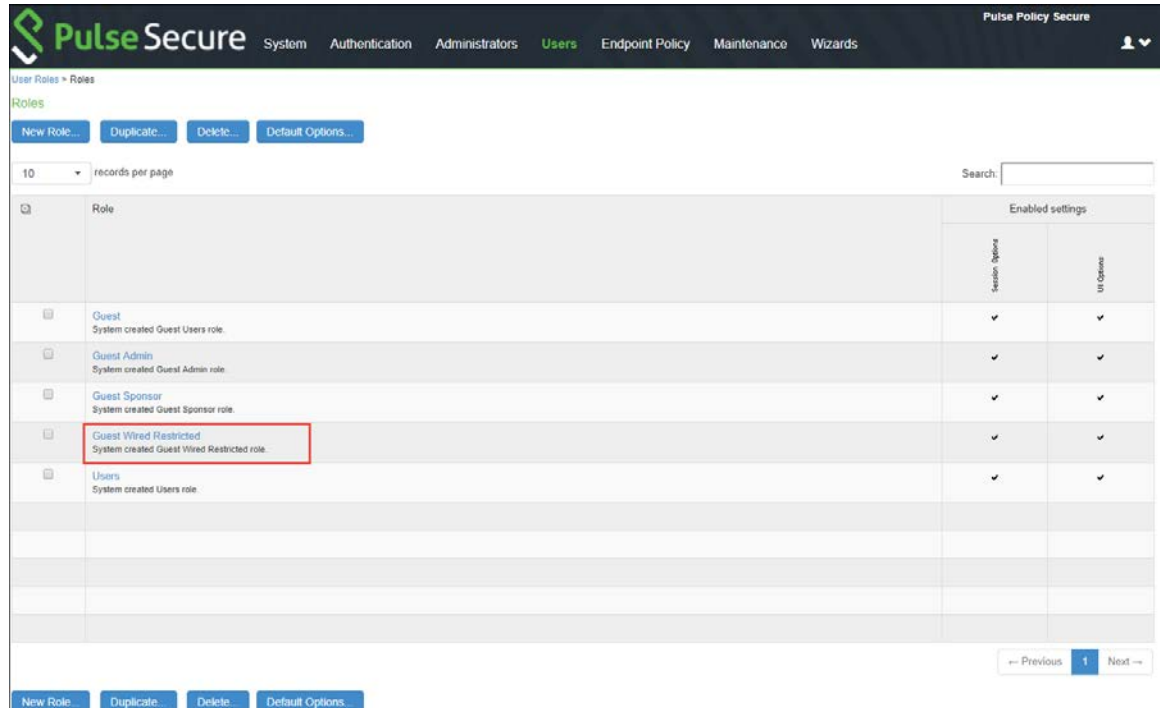 Pulse Policy Secure
Pulse Secure System Authentication Administrators Users Endpoint Policy Maintenance Wizards
User Roles > Roles
Roles
New Role... Duplicate... Delete... Default Options...
10 records per page Search:
Role Enabled settings
Session Options UI Options
Guest
System created Guest Users role.
Guest Admin
System created Guest Admin role.
Guest Sponsor
System created Guest Sponsor role.
Guest Wired Restricted
System created Guest Wired Restricted role.
Users
System created Users role.
← Previous 1 Next →
New Role... Duplicate... Delete... Default Options...